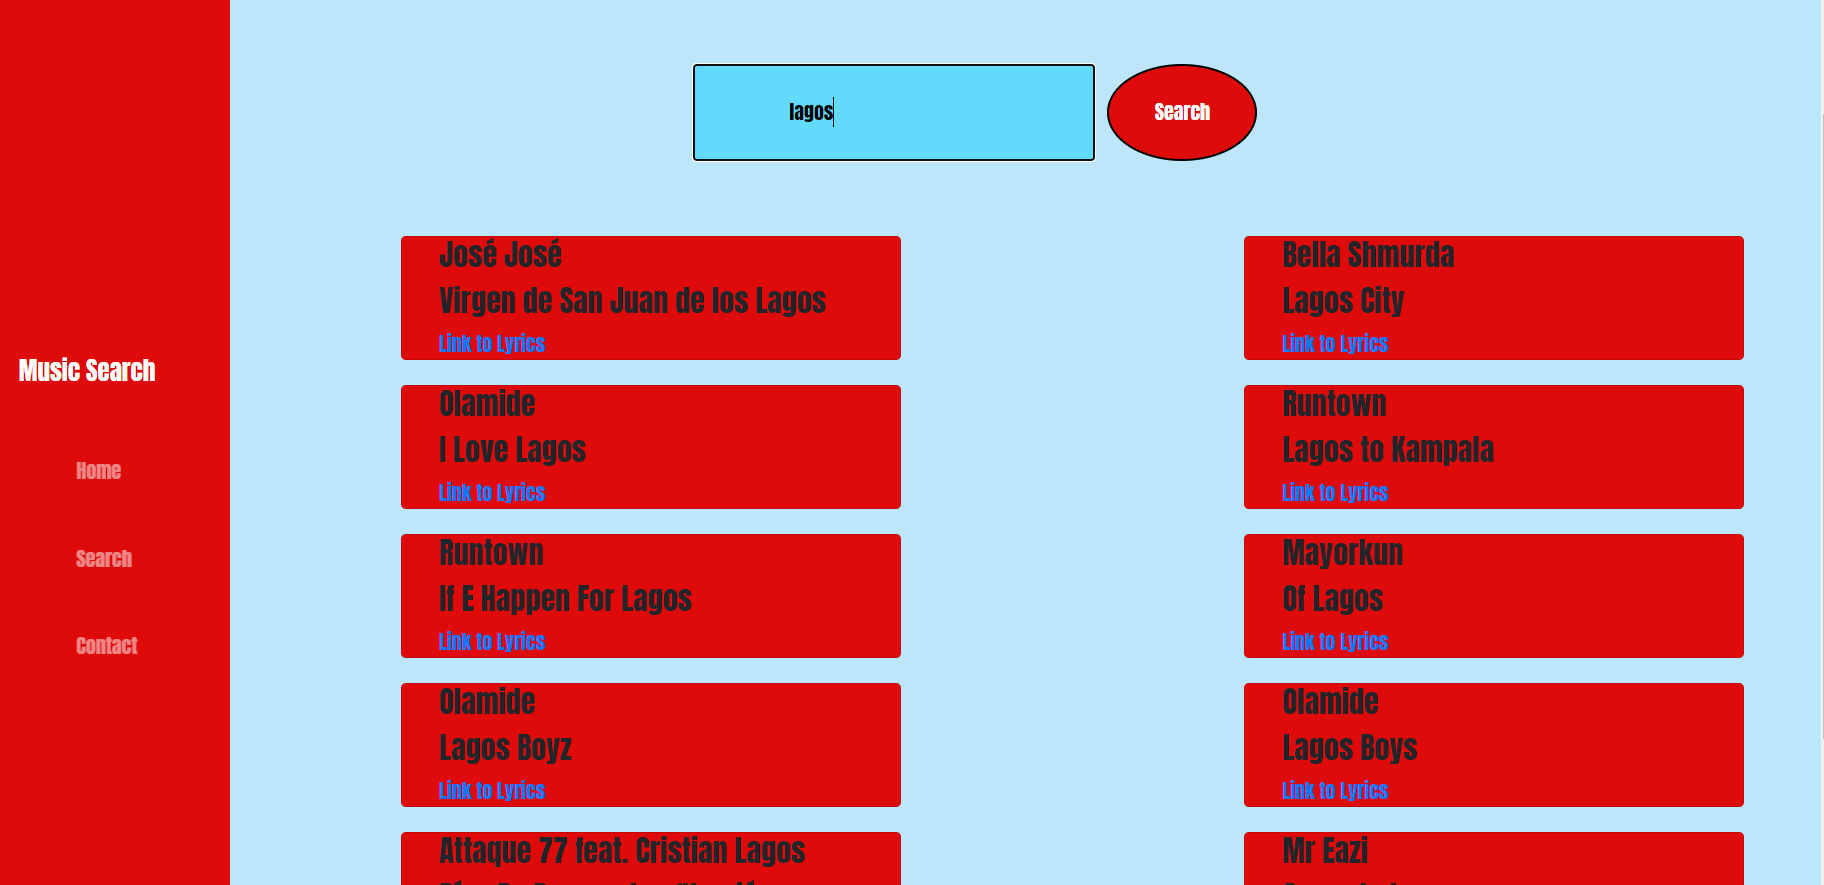 Music Search
Home
Search
Contact
lagos
Search
José José
Virgen de San Juan de los Lagos
Link to Lyrics
Bella Shmurda
Lagos City
Link to Lyrics
Olamide
I Love Lagos
Link to Lyrics
Runtown
Lagos to Kampala
Link to Lyrics
Runtown
If E Happen For Lagos
Link to Lyrics
Mayorkun
Of Lagos
Link to Lyrics
Olamide
Lagos Boyz
Link to Lyrics
Olamide
Lagos Boys
Link to Lyrics
Attaque 77 feat. Cristian Lagos
Mr Eazi